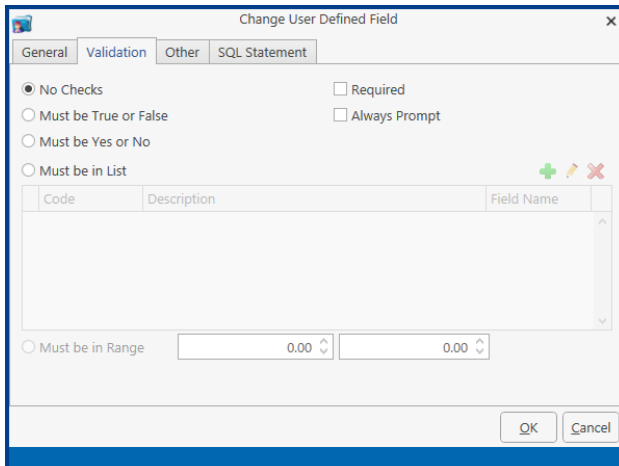 Change User Defined Field
General Validation Other SQL Statement
No Checks Required
Must be True or False Always Prompt
Must be Yes or No
Must be in List
Code Description Field Name
Must be in Range 0.00 0.00
OK Cancel